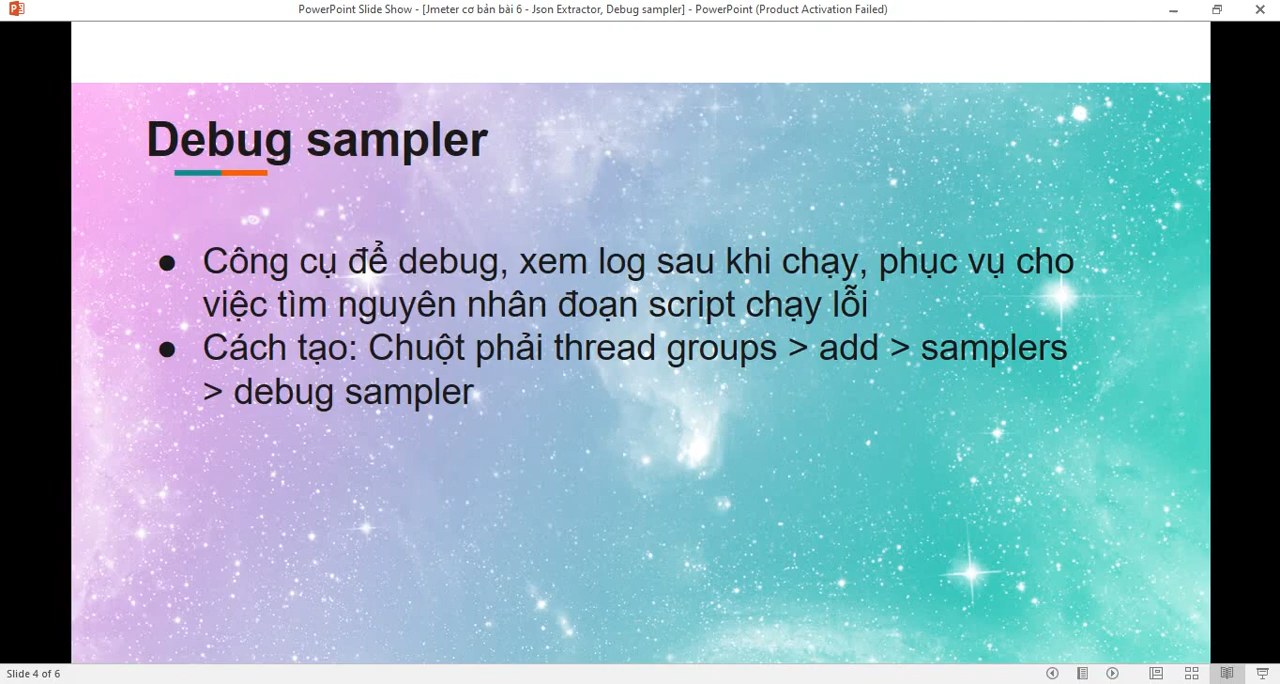 PowerPoint Slide Show - [Jmeter cơ bản bài 6 - Json Extractor, Debug sampler] - PowerPoint (Product Activation Failed)
Debug sampler
● Công cụ để debug, xem log sau khi chạy, phục vụ cho
việc tìm nguyên nhân đoạn script chạy lỗi
● Cách tạo: Chuột phải thread groups > add > samplers
> debug sampler
Slide 4 of 6